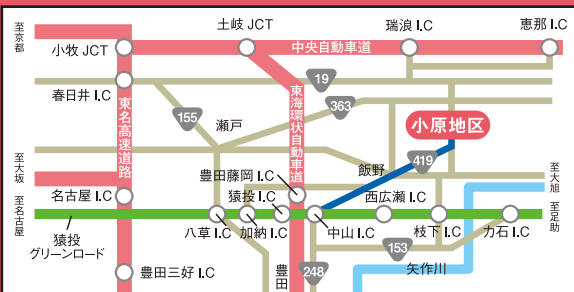 至京都
小牧 JCT
土岐 JCT
中央自動車道
瑞浪 I.C
恵那 I.C
春日井 I.C
19
363
155
瀬戸
東名高速道路
東海環状自動車道
小原地区
419
飯野
至大坂
名古屋 I.C
豊田藤岡 I.C
猿投 I.C
西広瀬 I.C
至大旭
至名古屋
至足助
猿投
グリーンロード
八草 I.C
加納 I.C
中山 I.C
枝下 I.C
力石 I.C
153
豊田三好 I.C
豊田
248
矢作川